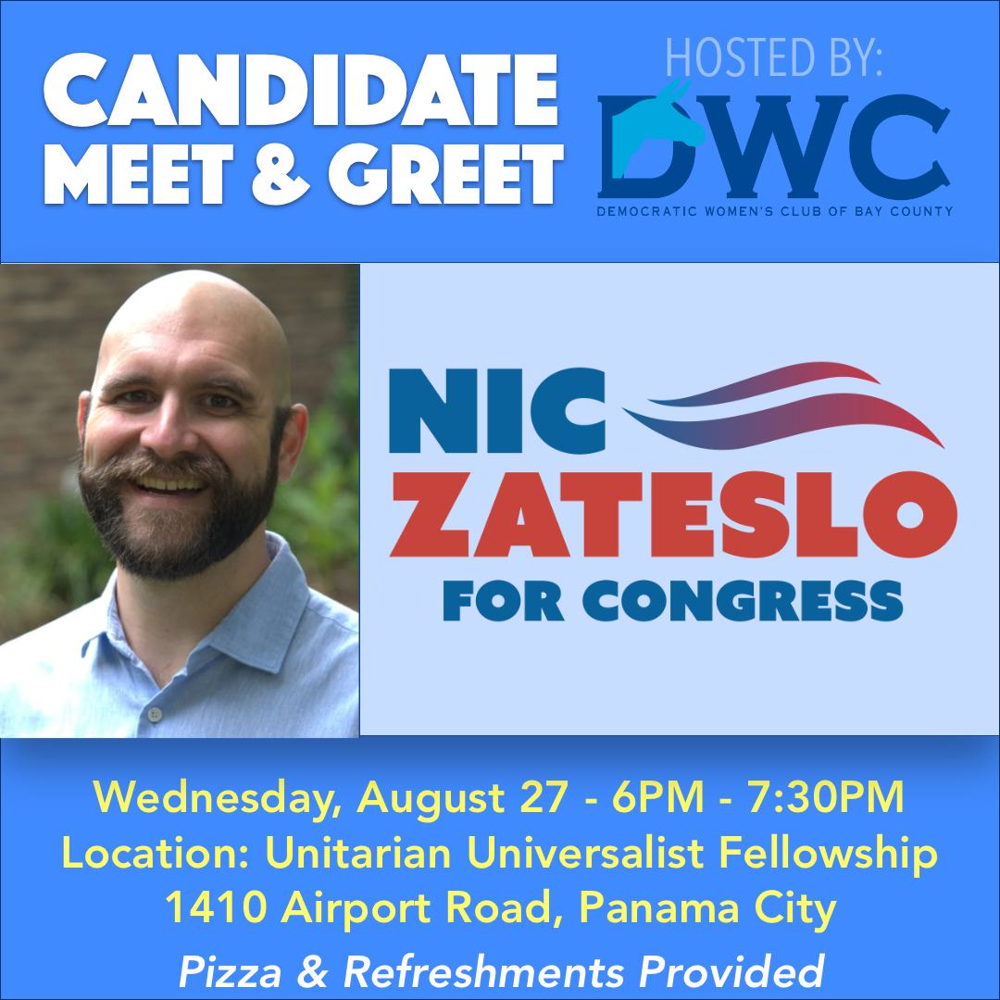 CANDIDATE
MEET & GREET
HOSTED BY:
DWC
DEMOCRATIC WOMEN'S CLUB OF BAY COUNTY
NIC
ZATESLO
FOR CONGRESS
Wednesday, August 27 - 6PM - 7:30PM
Location: Unitarian Universalist Fellowship
1410 Airport Road, Panama City
Pizza & Refreshments Provided